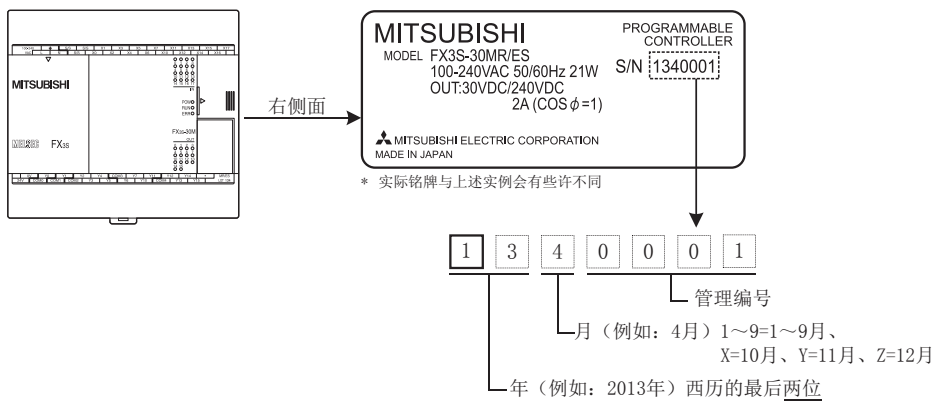 MITSUBISHI
POW
RUN
ERR
FX3S-30M
OUT
MELSEC FX3S
右侧面
MITSUBISHI
PROGRAMMABLE
CONTROLLER
MODEL FX3S-30MR/ES
100-240VAC 50/60Hz 21W
OUT:30VDC/240VDC
2A (COSφ=1)
S/N 1340001
MITSUBISHI ELECTRIC CORPORATION
MADE IN JAPAN
* 实际铭牌与上述实例会有些许不同
1 3 4 0 0 0 1
管理编号
月（例如：4月）1～9=1～9月、
X=10月、Y=11月、Z=12月
年（例如：2013年）西历的最后两位